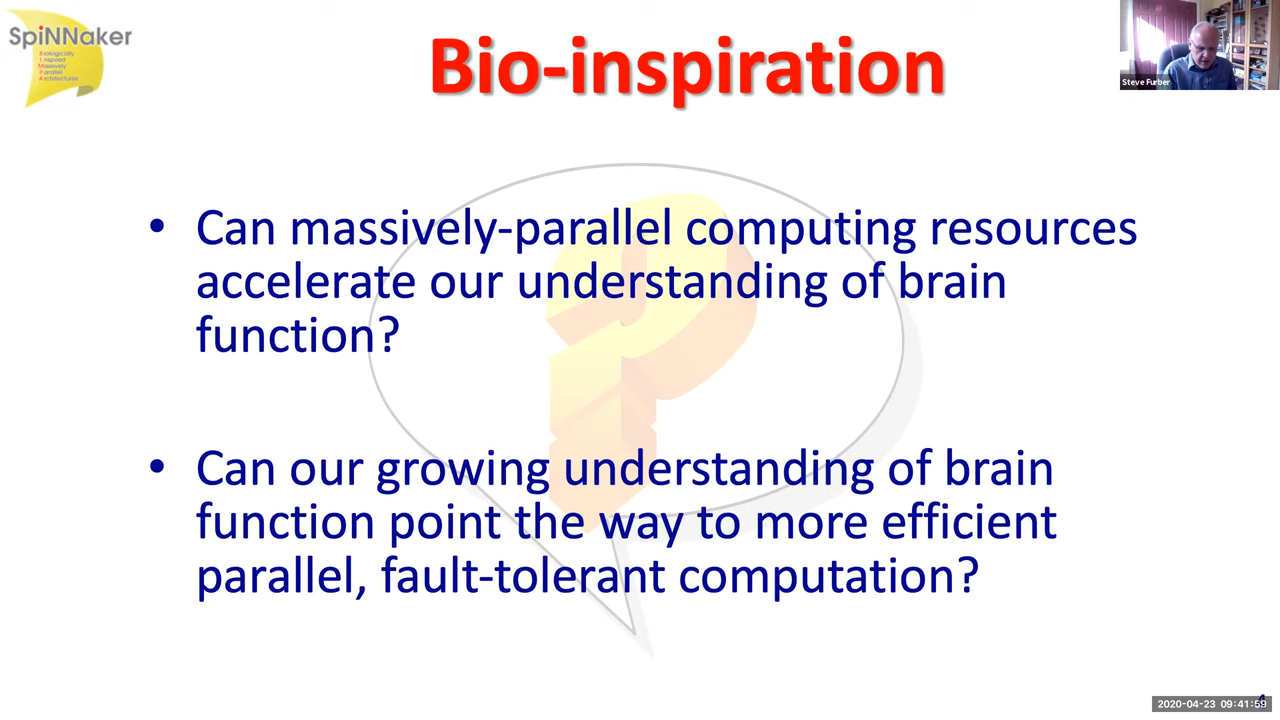 SpiNNaker
Biologically
Inspired
Massively
Parallel
Architectures
Bio-inspiration
Steve Furber
• Can massively-parallel computing resources
accelerate our understanding of brain
function?
• Can our growing understanding of brain
function point the way to more efficient
parallel, fault-tolerant computation?
4
2020-04-23 09:41:59